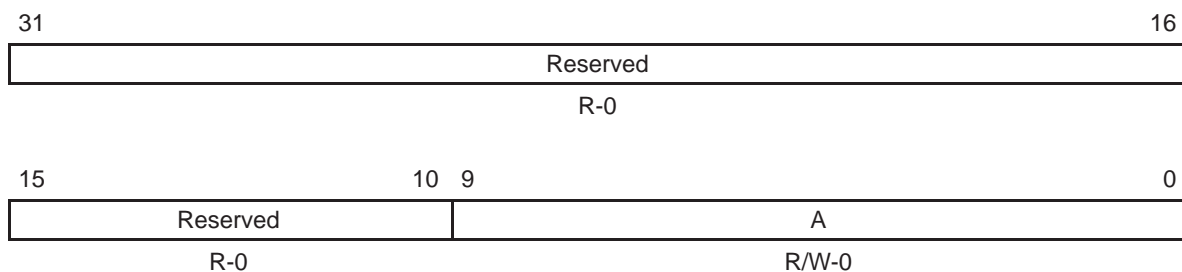 31 16
Reserved
R-0
15 10 9 0
Reserved A
R-0 R/W-0